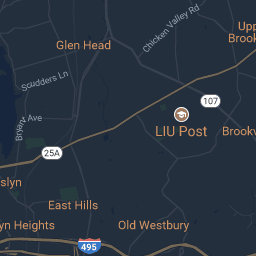 Chicken Valley Rd
Upp
Brook
Glen Head
Scudders Ln
107
LIU Post
Bryant Ave
Brookv
25A
slyn
East Hills
yn Heights
Old Westbury
495